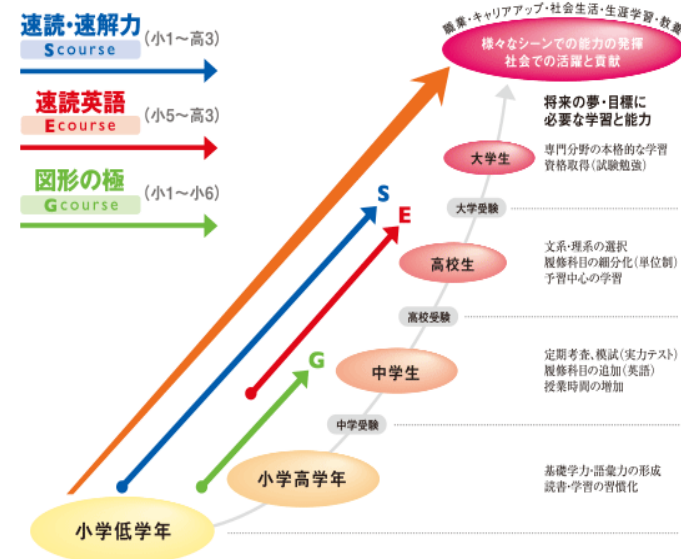 速読・速解力
S course
(小1～高3)
速読英語
E course
(小5～高3)
図形の極
G course
(小1～小6)
職業・キャリアアップ・社会生活・生涯学習・教養
様々なシーンでの能力の発揮
社会での活躍と貢献
将来の夢・目標に
必要な学習と能力
大学生
専門分野の本格的な学習
資格取得(試験勉強)
大学受験
S
E
高校生
文系・理系の選択
履修科目の細分化(単位制)
予習中心の学習
高校受験
G
中学生
定期考査、模試(実力テスト)
履修科目の追加(英語)
授業時間の増加
中学受験
小学高学年
基礎学力・語彙力の形成
読書・学習の習慣化
小学低学年